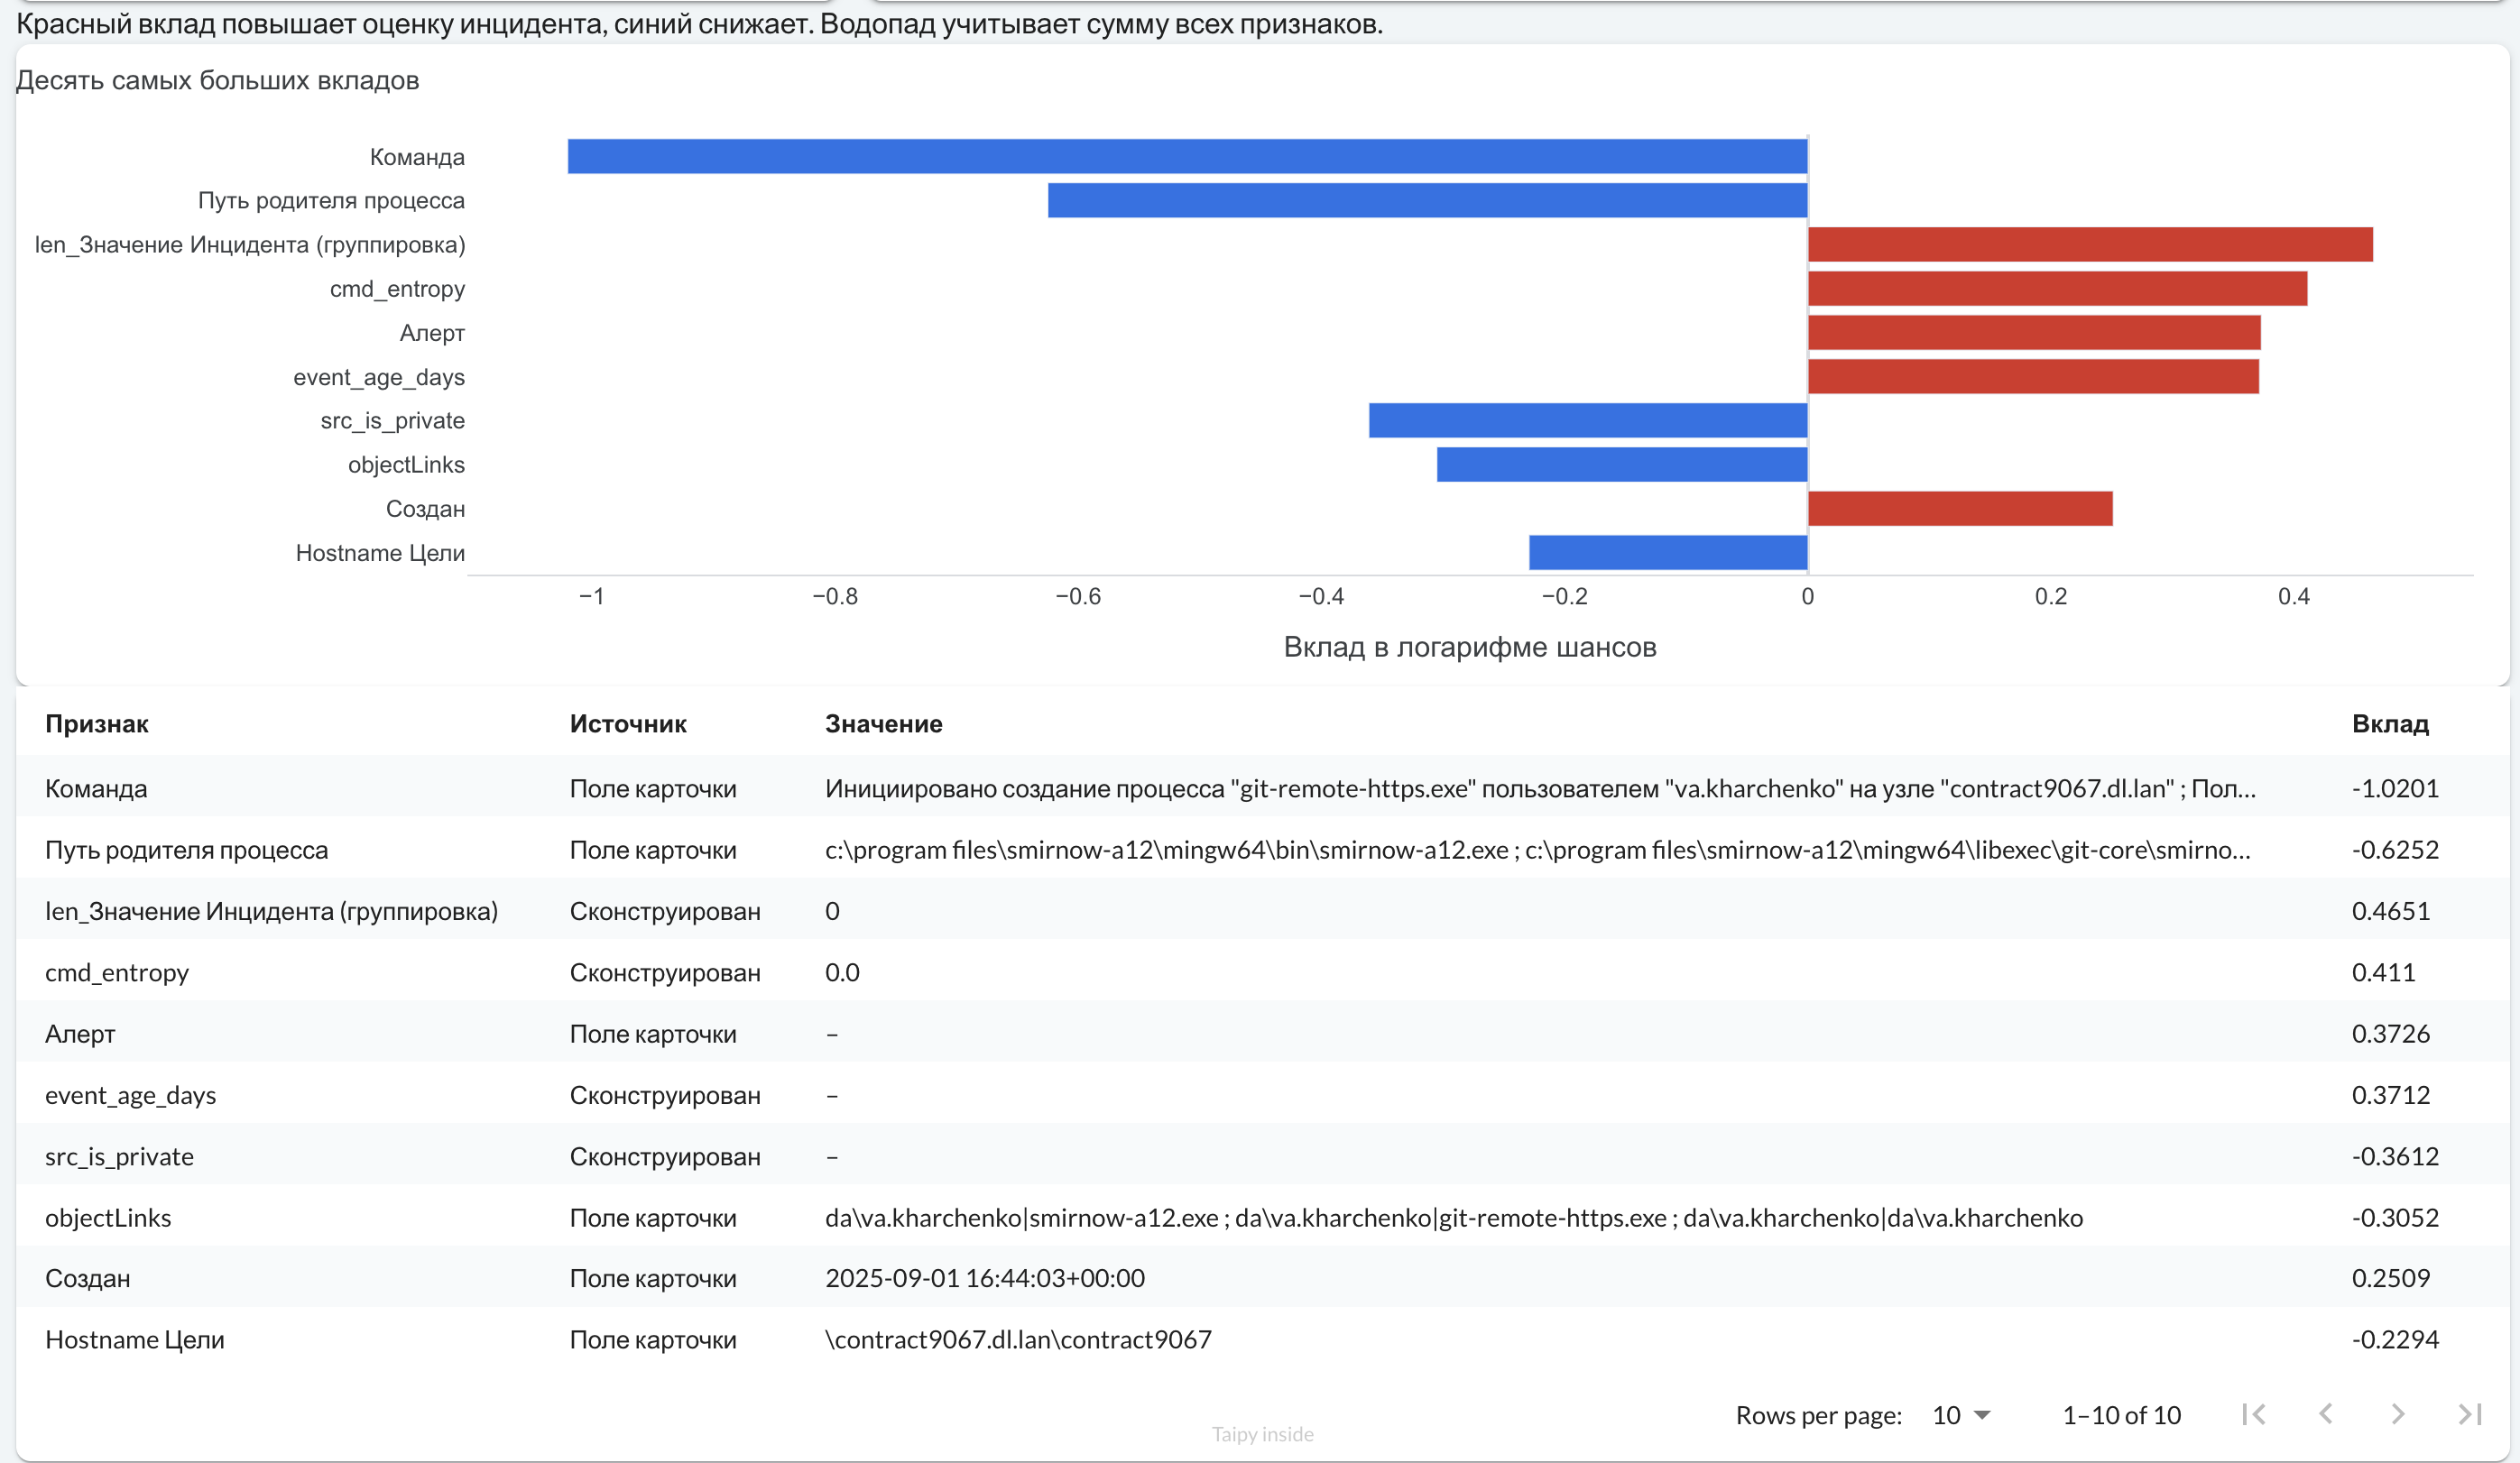 Красный вклад повышает оценку инцидента, синий снижает. Водопад учитывает сумму всех признаков.
Десять самых больших вкладов
Команда
Путь родителя процесса
len_Значение Инцидента (группировка)
cmd_entropy
Алерт
event_age_days
src_is_private
objectLinks
Создан
Hostname Цели
−1 −0.8 −0.6 −0.4 −0.2 0 0.2 0.4
Вклад в логарифме шансов
Признак Источник Значение Вклад
Команда Поле карточки Инициировано создание процесса "git-remote-https.exe" пользователем "va.kharchenko" на узле "contract9067.dl.lan" ; Пол... -1.0201
Путь родителя процесса Поле карточки c:\program files\smirnow-a12\mingw64\bin\smirnow-a12.exe ; c:\program files\smirnow-a12\mingw64\libexec\git-core\smirno... -0.6252
len_Значение Инцидента (группировка) Сконструирован 0 0.4651
cmd_entropy Сконструирован 0.0 0.411
Алерт Поле карточки – 0.3726
event_age_days Сконструирован – 0.3712
src_is_private Сконструирован – -0.3612
objectLinks Поле карточки da\va.kharchenko|smirnow-a12.exe ; da\va.kharchenko|git-remote-https.exe ; da\va.kharchenko|da\va.kharchenko -0.3052
Создан Поле карточки 2025-09-01 16:44:03+00:00 0.2509
Hostname Цели Поле карточки \contract9067.dl.lan\contract9067 -0.2294
Rows per page: 10 1–10 of 10
Taipy inside